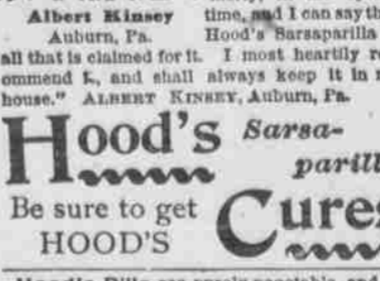 Albert Kinsey
Auburn, Pa.
time, and I can say th
Hood's Sarsaparilla
all that is claimed for it. I most heartily r
ommend it, and shall always keep it in
house." ALBERT KINSEY, Auburn, Pa.
Hood's Sarsa-
parill
Cures
Be sure to get
HOOD'S